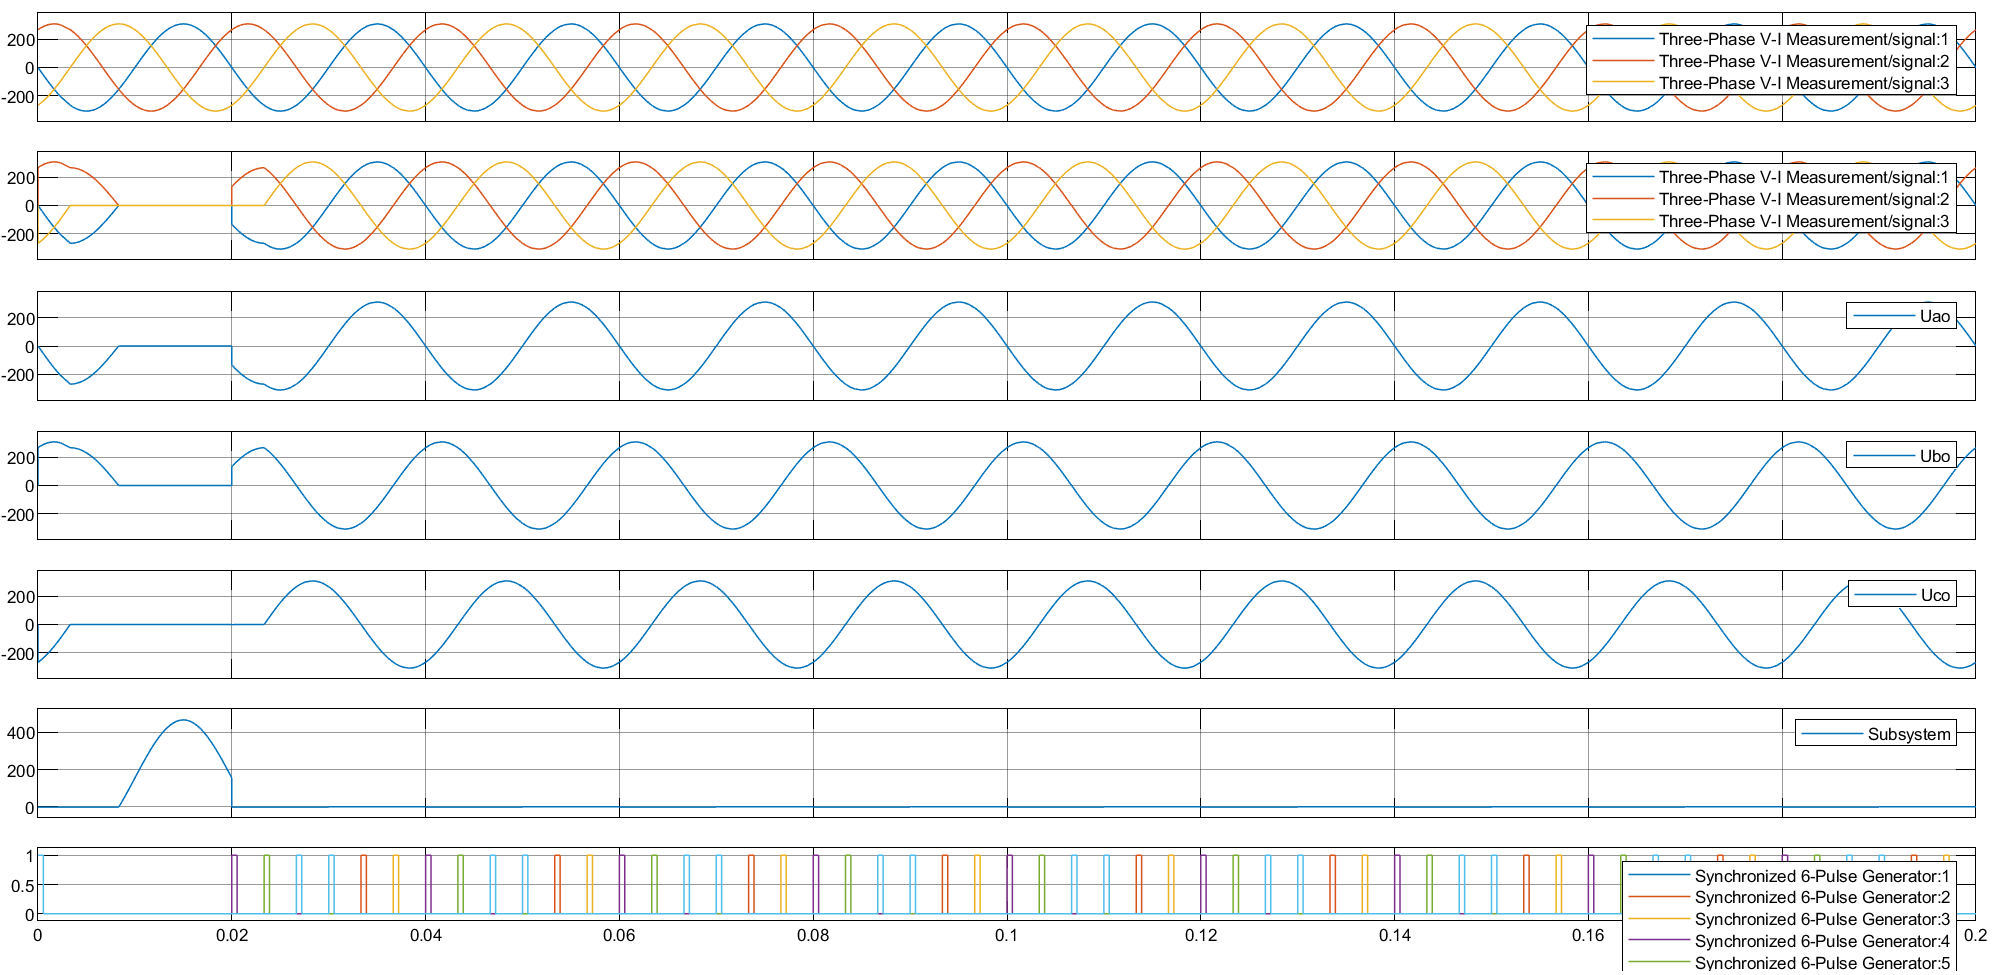 200
0
-200
Three-Phase V-I Measurement/signal:1
Three-Phase V-I Measurement/signal:2
Three-Phase V-I Measurement/signal:3
200
0
-200
Three-Phase V-I Measurement/signal:1
Three-Phase V-I Measurement/signal:2
Three-Phase V-I Measurement/signal:3
200
0
-200
Uao
200
0
-200
Ubo
200
0
-200
Uco
400
200
0
Subsystem
1
0.5
0
Synchronized 6-Pulse Generator:1
Synchronized 6-Pulse Generator:2
Synchronized 6-Pulse Generator:3
Synchronized 6-Pulse Generator:4
Synchronized 6-Pulse Generator:5
0 0.02 0.04 0.06 0.08 0.1 0.12 0.14 0.16 0.2